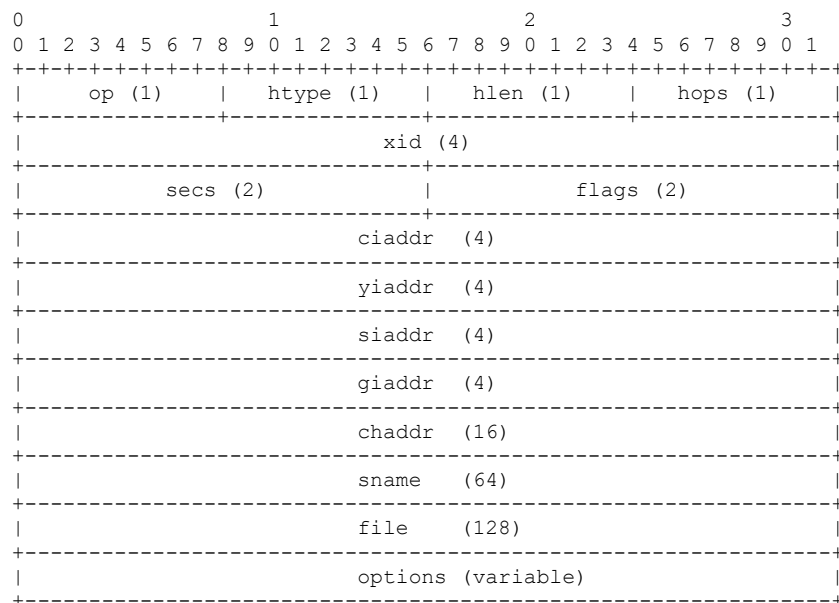 0                   1                   2                   3
0 1 2 3 4 5 6 7 8 9 0 1 2 3 4 5 6 7 8 9 0 1 2 3 4 5 6 7 8 9 0 1
+-+-+-+-+-+-+-+-+-+-+-+-+-+-+-+-+-+-+-+-+-+-+-+-+-+-+-+-+-+-+-+-+
|     op (1)    |   htype (1)   |   hlen (1)    |   hops (1)    |
+---------------+---------------+---------------+---------------+
|                            xid (4)                            |
+-------------------------------+-------------------------------+
|           secs (2)            |           flags (2)           |
+-------------------------------+-------------------------------+
|                          ciaddr  (4)                          |
+---------------------------------------------------------------+
|                          yiaddr  (4)                          |
+---------------------------------------------------------------+
|                          siaddr  (4)                          |
+---------------------------------------------------------------+
|                          giaddr  (4)                          |
+---------------------------------------------------------------+
|                          chaddr  (16)                         |
+---------------------------------------------------------------+
|                          sname   (64)                         |
+---------------------------------------------------------------+
|                          file    (128)                        |
+---------------------------------------------------------------+
|                          options (variable)                   |
+---------------------------------------------------------------+